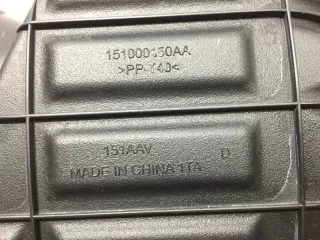 151000150AA
>PP-T40<
151AAV D
MADE IN CHINA 1TA